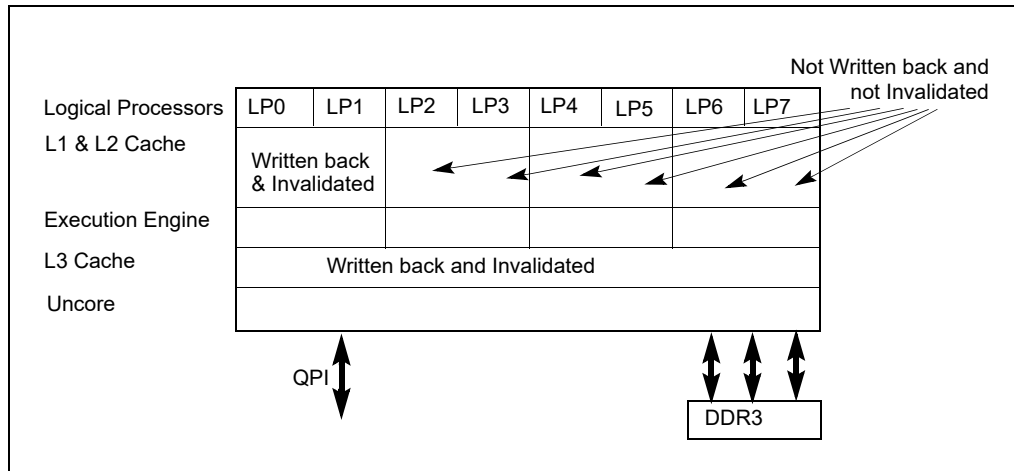 Not Written back and
not Invalidated
Logical Processors LP0 LP1 LP2 LP3 LP4 LP5 LP6 LP7
L1 & L2 Cache
Written back
& Invalidated
Execution Engine
L3 Cache Written back and Invalidated
Uncore
QPI
DDR3